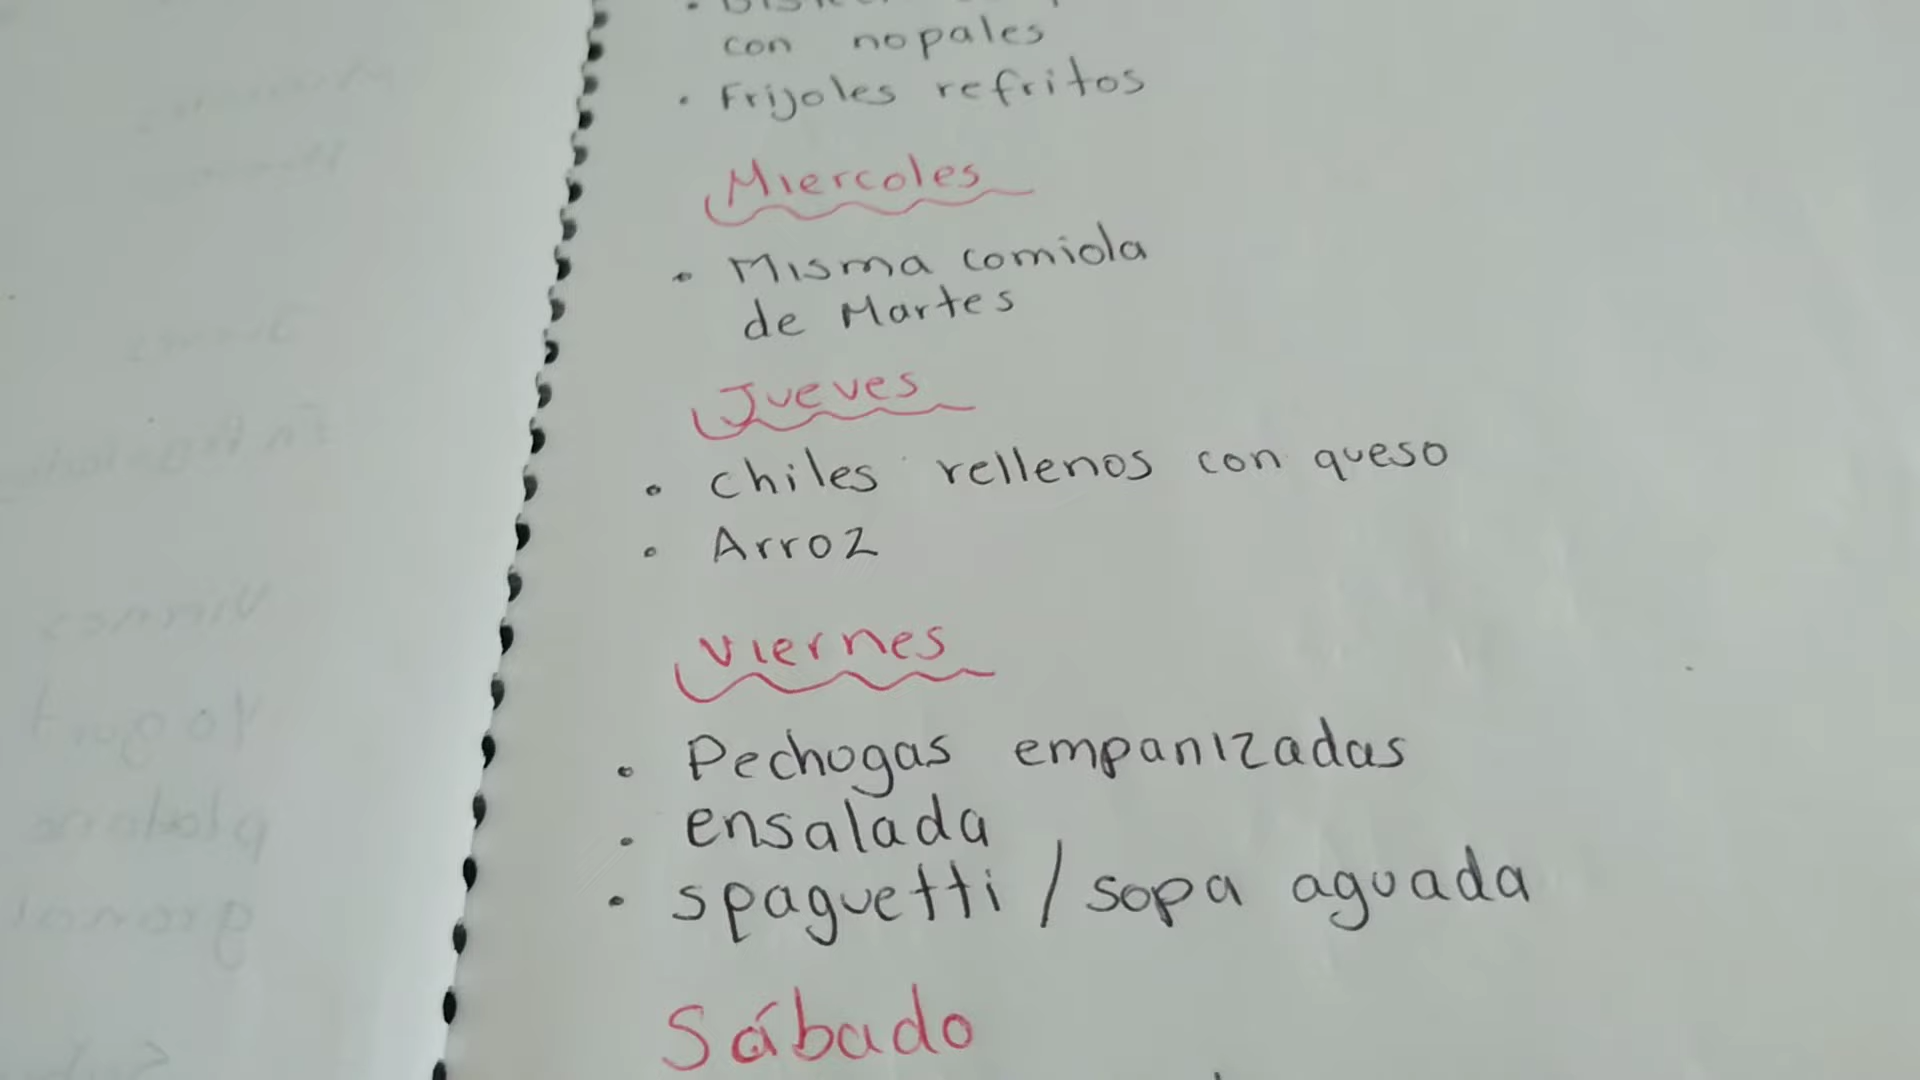 con nopales
• Frijoles refritos
Miercoles
• Misma comida
de Martes
Jueves
• chiles rellenos con queso
• Arroz
Viernes
• Pechugas empanizadas
• ensalada
• spaguetti / sopa aguada
Sábado